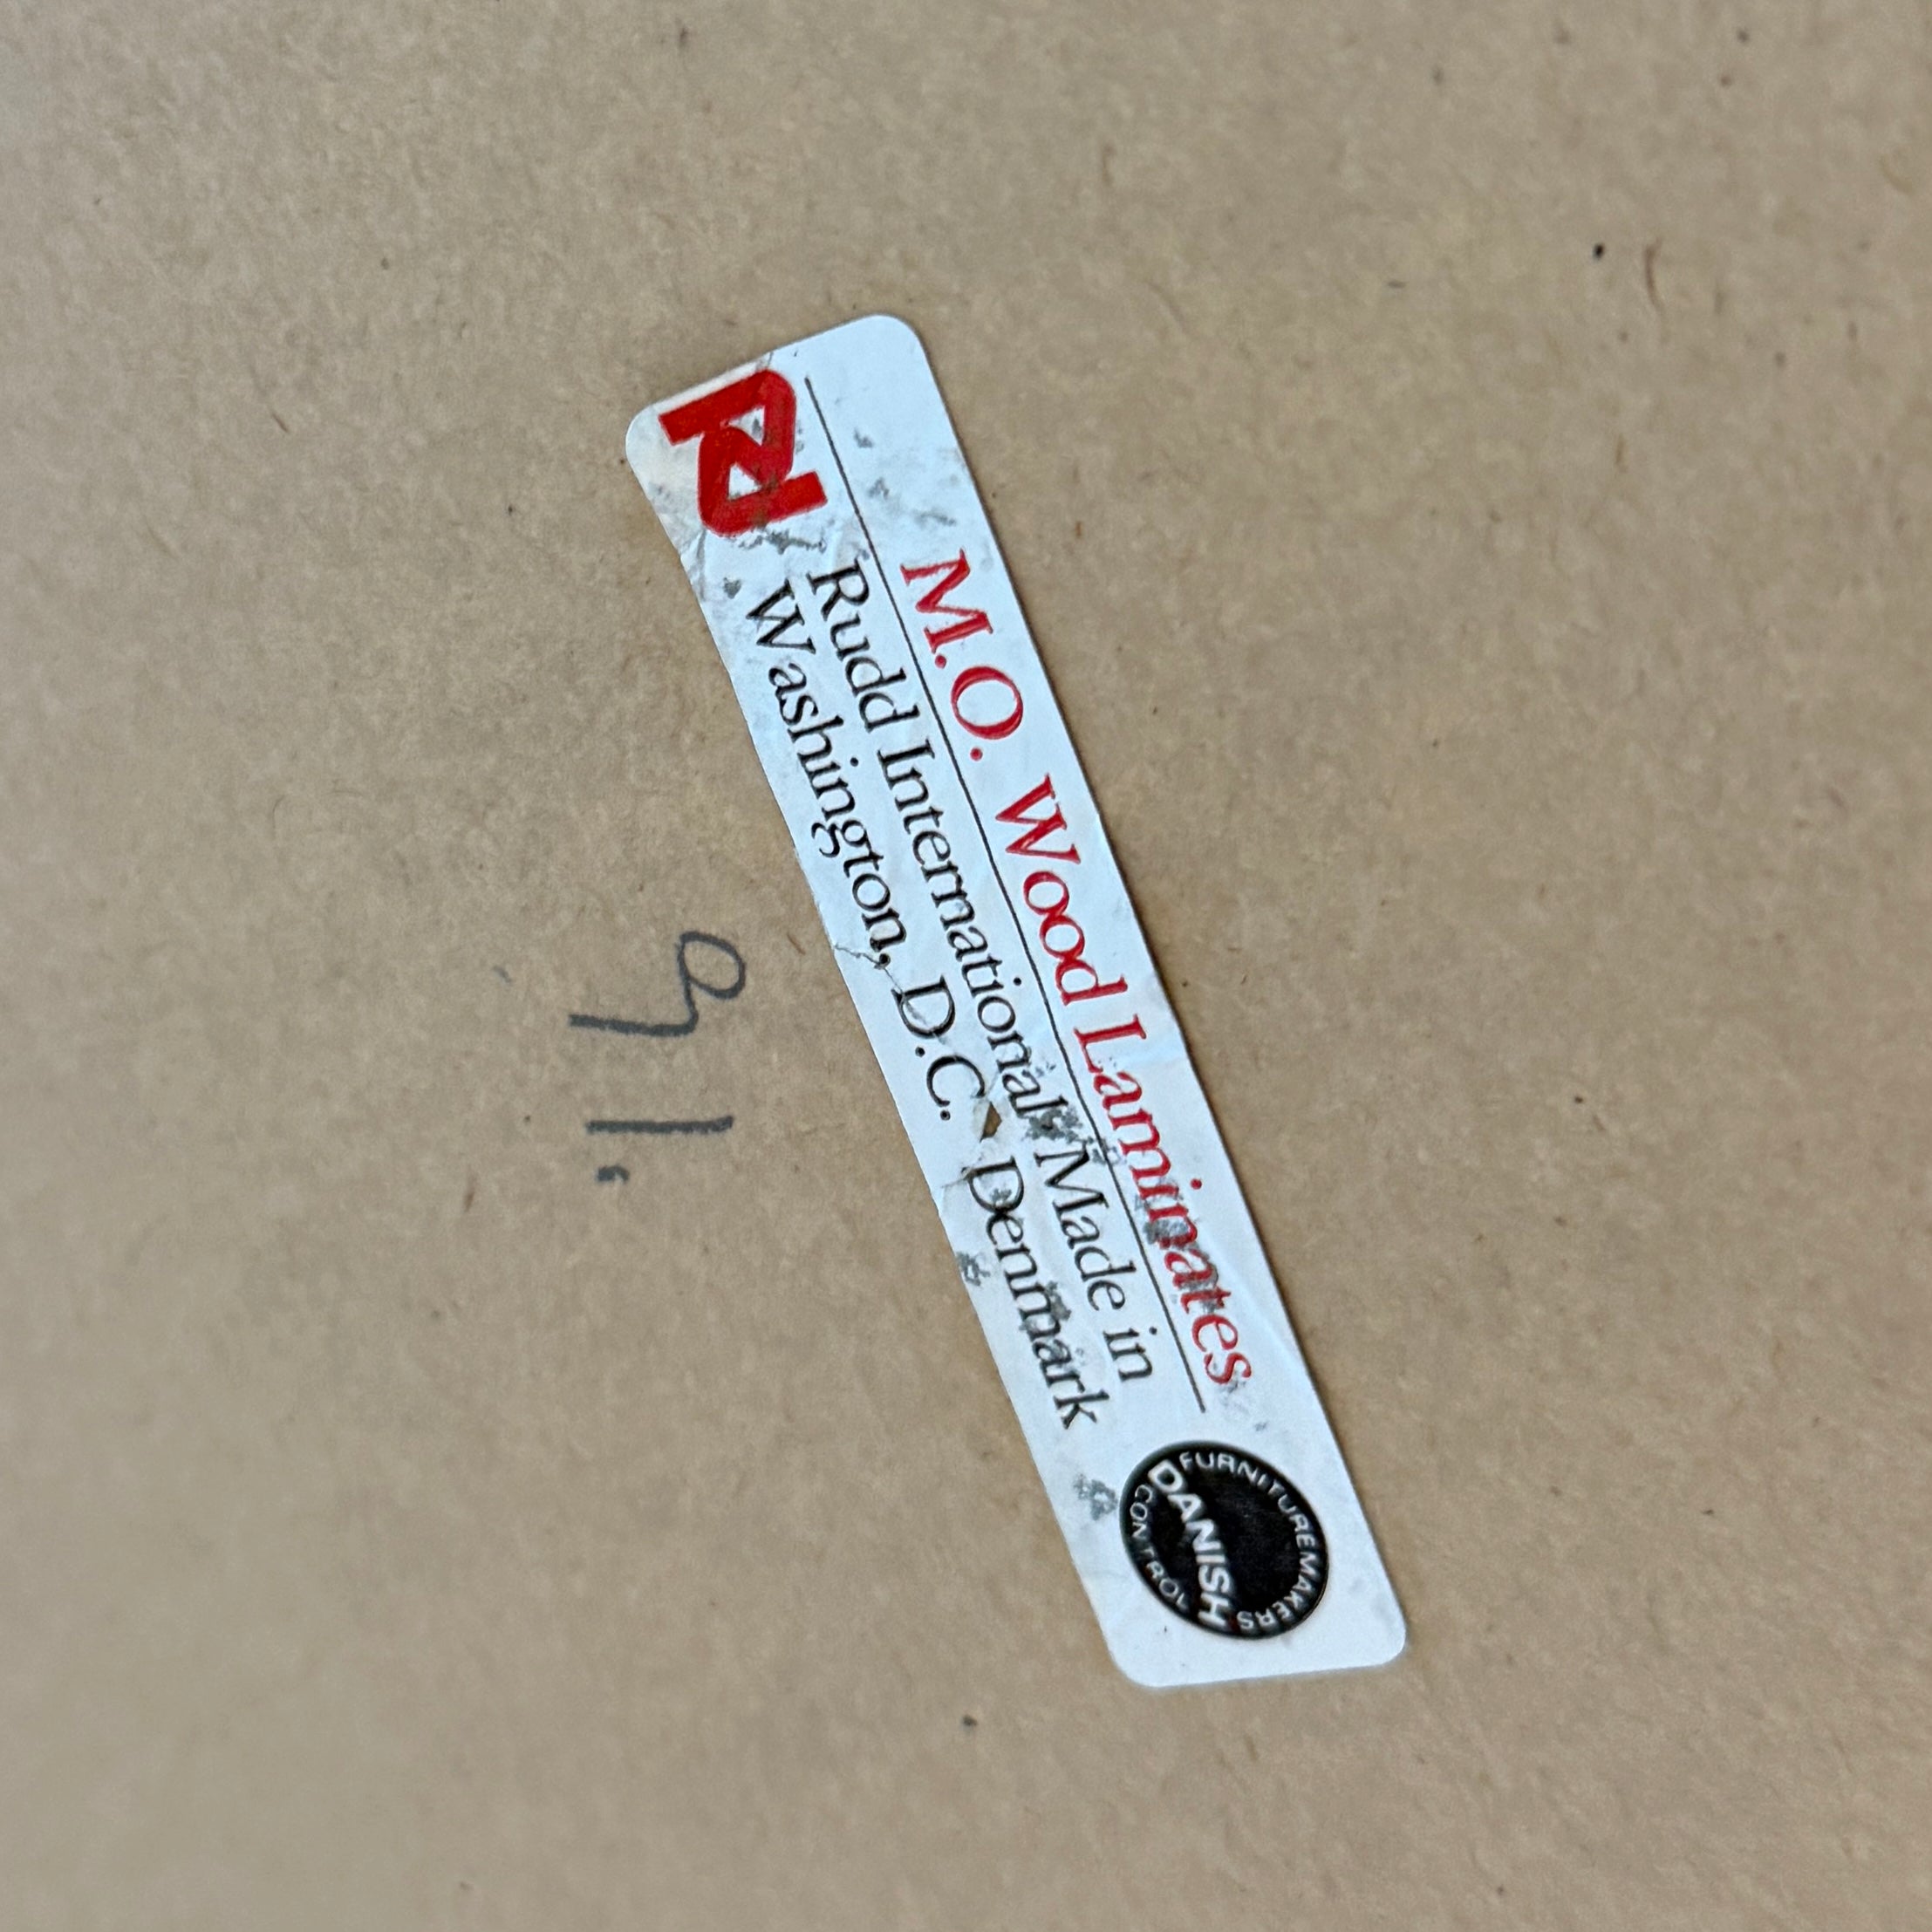 M.O. Wood Laminates
Rudd International Made in
Washington, D.C. Denmark
FURNITUREMAKERS
DANISH
CONTROL
91.